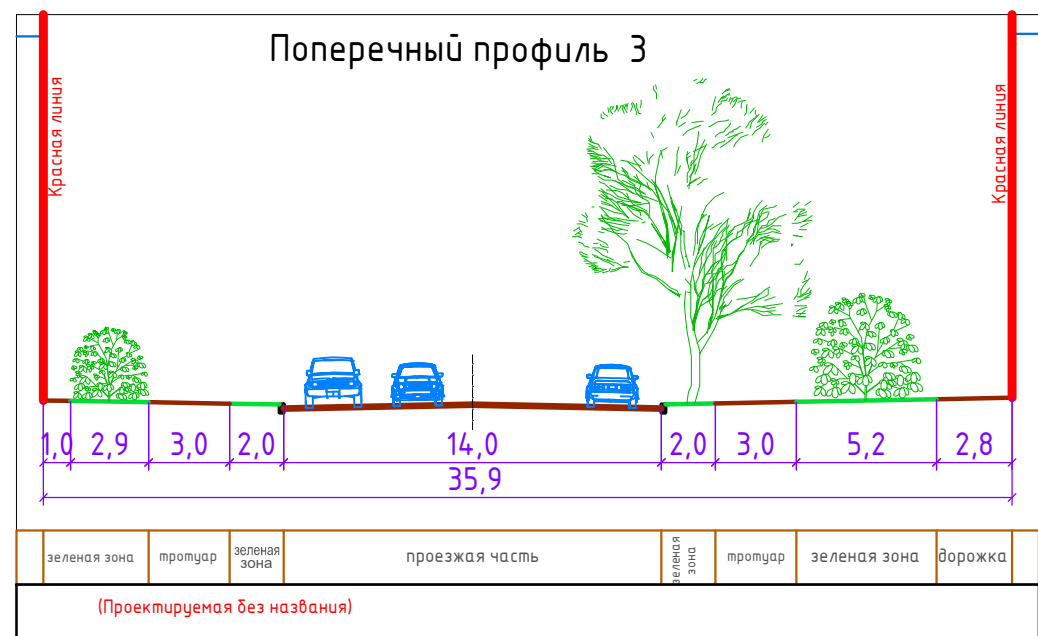 Поперечный профиль 3
Красная линия
Красная линия
1,0 2,9 3,0 2,0 14,0 2,0 3,0 5,2 2,8
35,9
зеленая зона
тротуар
зеленая
зона
проезжая часть
зеленая
зона
тротуар
зеленая зона
дорожка
(Проектируемая без названия)